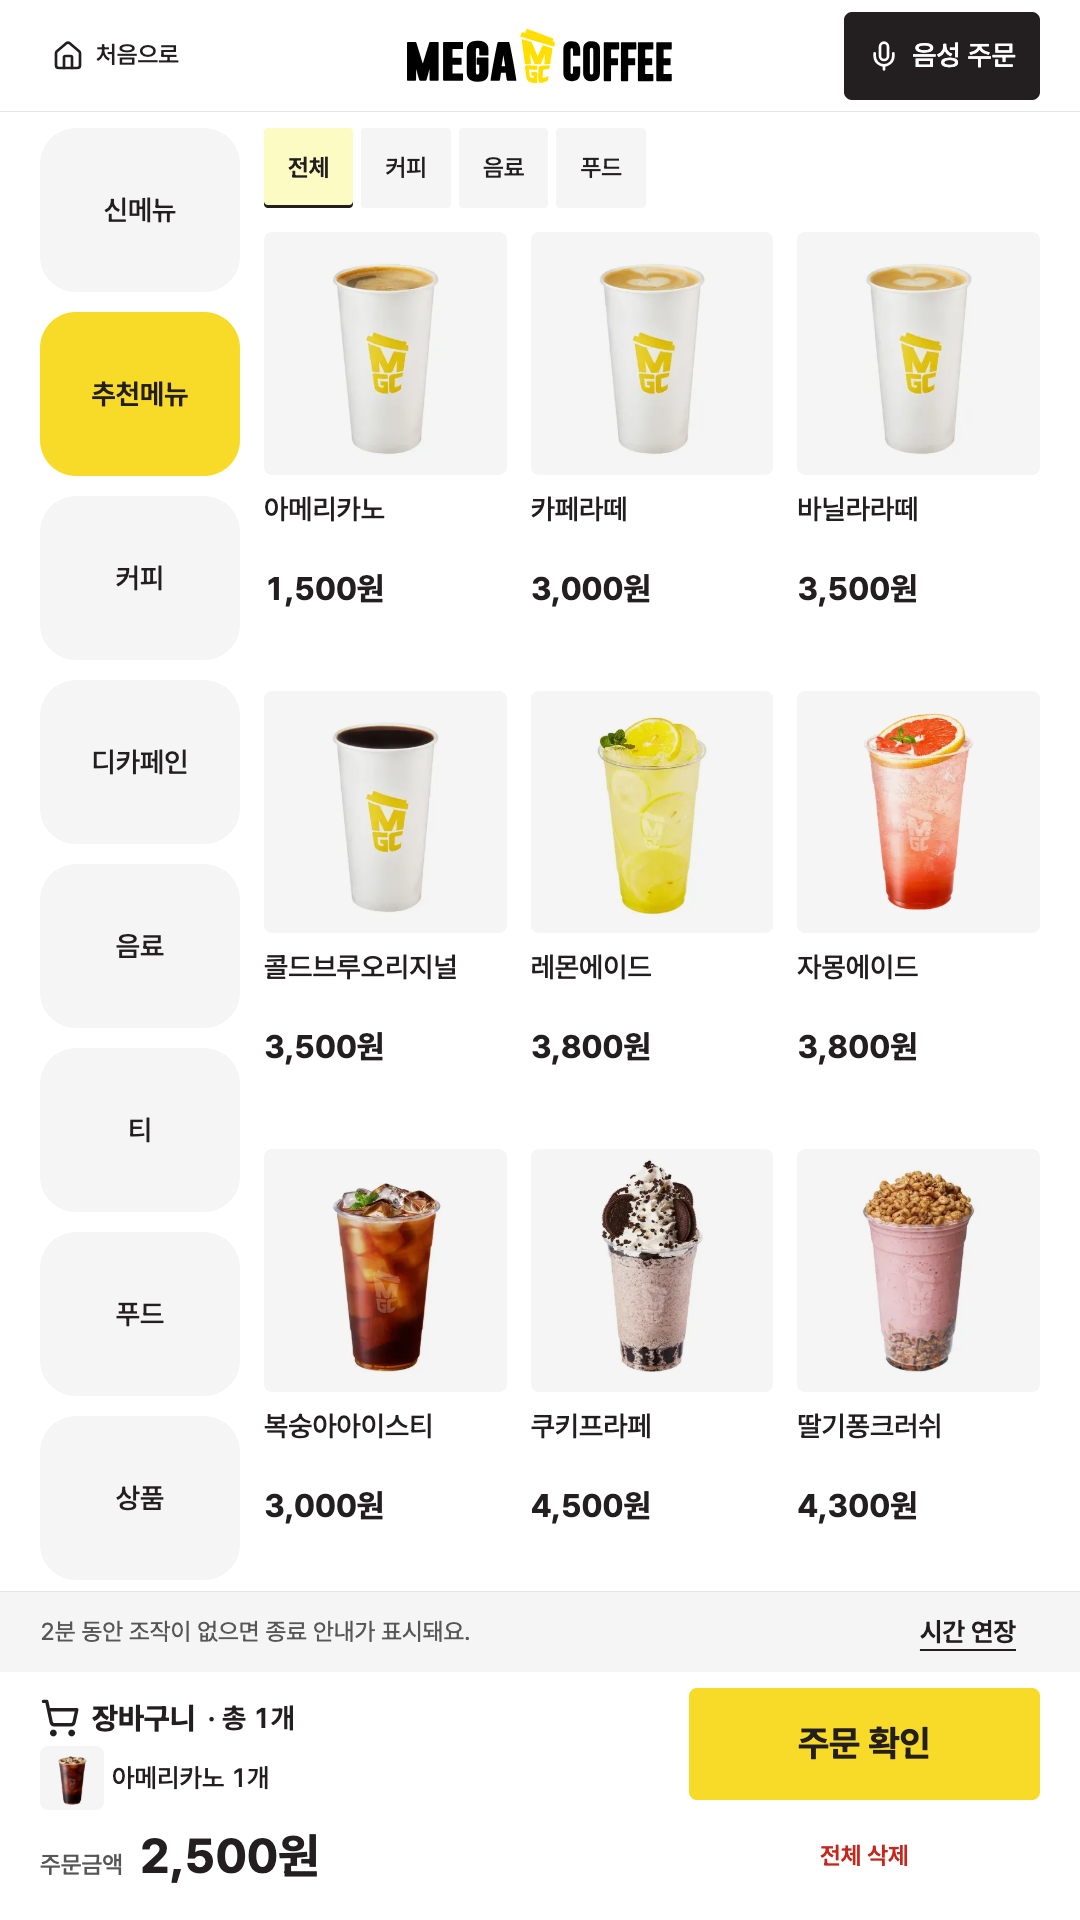 처음으로
MEGA MGC COFFEE
음성 주문
신메뉴
추천메뉴
커피
디카페인
음료
티
푸드
상품
전체
커피
음료
푸드
MGC
MGC
MGC
아메리카노
카페라떼
바닐라라떼
1,500원
3,000원
3,500원
MGC
MGC
MGC
콜드브루오리지널
레몬에이드
자몽에이드
3,500원
3,800원
3,800원
MGC
복숭아아이스티
쿠키프라페
딸기퐁크러쉬
3,000원
4,500원
4,300원
2분 동안 조작이 없으면 종료 안내가 표시돼요.
시간 연장
장바구니 · 총 1개
아메리카노 1개
주문금액 2,500원
주문 확인
전체 삭제